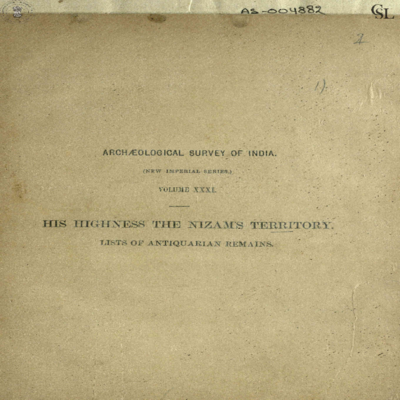 AS-004882
CSL
ARCHÆOLOGICAL SURVEY OF INDIA.
(NEW IMPERIAL SERIES.)
VOLUME XXXI.
HIS HIGHNESS THE NIZAM'S TERRITORY.
LISTS OF ANTIQUARIAN REMAINS.